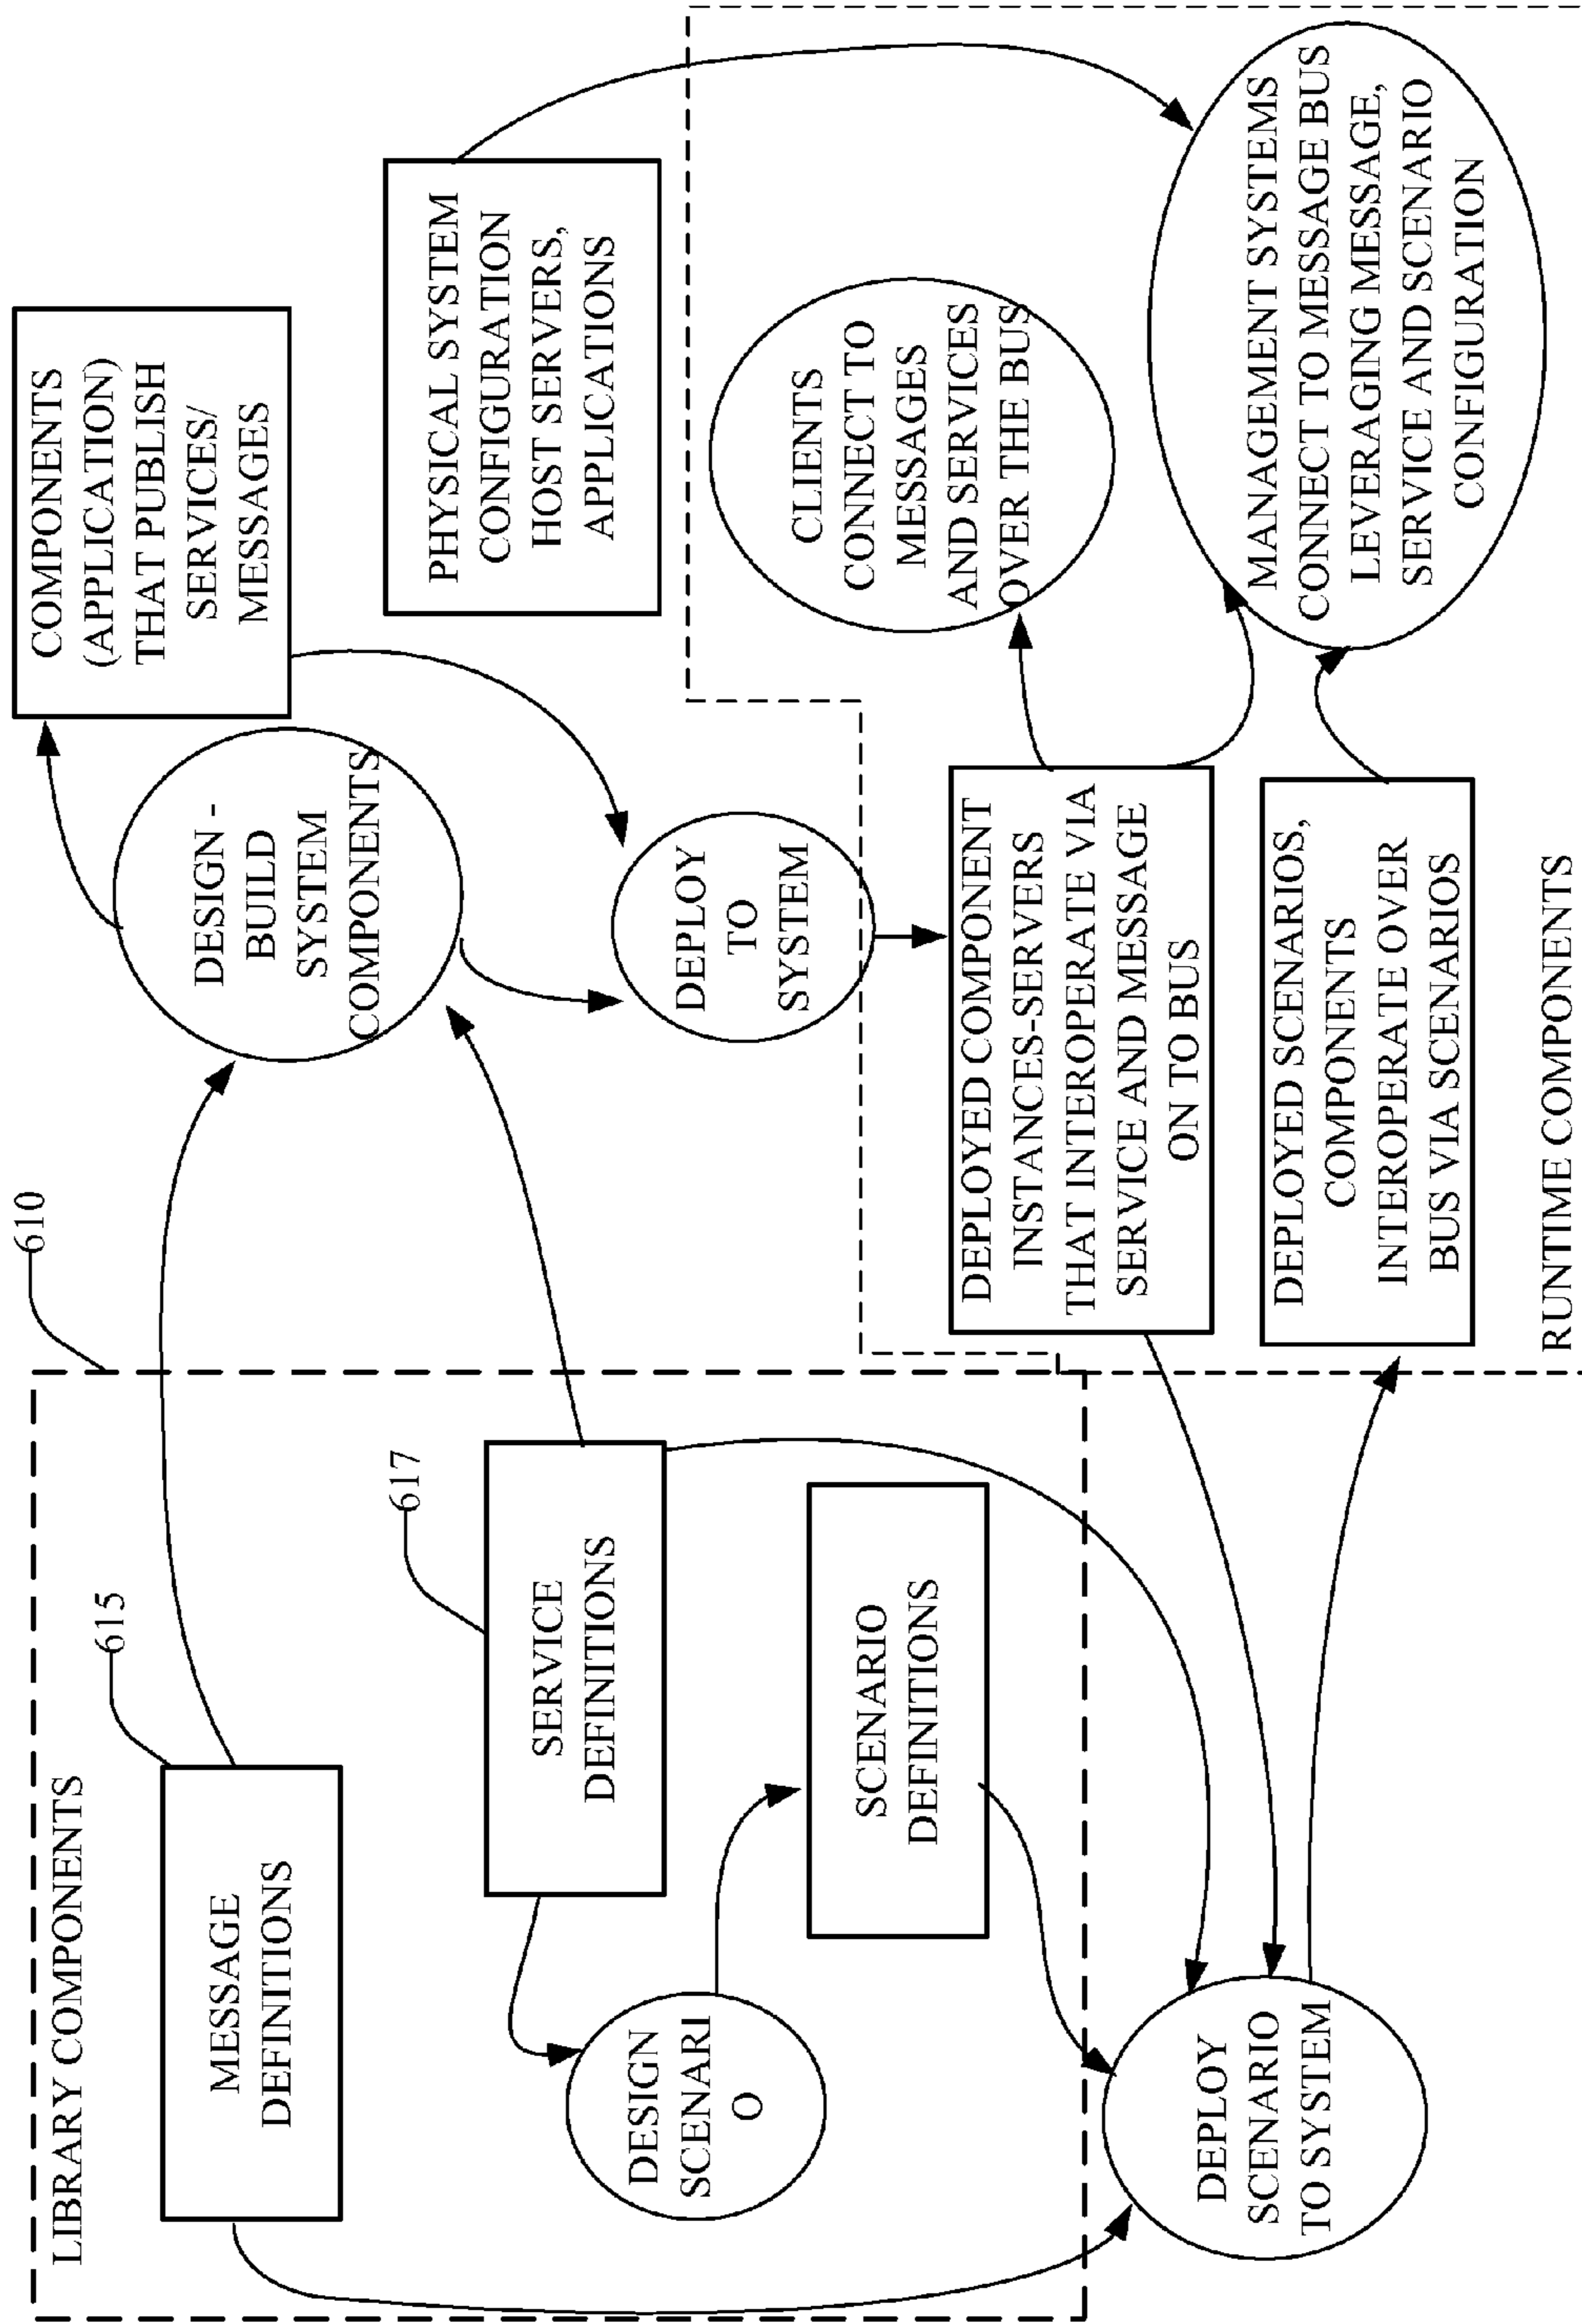 610
LIBRARY COMPONENTS
615
MESSAGE
DEFINITIONS
617
SERVICE
DEFINITIONS
DESIGN
SCENARI
O
SCENARIO
DEFINITIONS
DEPLOY
SCENARIO
TO SYSTEM
DESIGN -
BUILD
SYSTEM
COMPONENTS
COMPONENTS
(APPLICATION)
THAT PUBLISH
SERVICES/
MESSAGES
DEPLOY
TO
SYSTEM
PHYSICAL SYSTEM
CONFIGURATION
HOST SERVERS,
APPLICATIONS
CLIENTS
CONNECT TO
MESSAGES
AND SERVICES
OVER THE BUS
DEPLOYED COMPONENT
INSTANCES-SERVERS
THAT INTEROPERATE VIA
SERVICE AND MESSAGE
ON TO BUS
MANAGEMENT SYSTEMS
CONNECT TO MESSAGE BUS
LEVERAGING MESSAGE,
SERVICE AND SCENARIO
CONFIGURATION
DEPLOYED SCENARIOS,
COMPONENTS
INTEROPERATE OVER
BUS VIA SCENARIOS
RUNTIME COMPONENTS